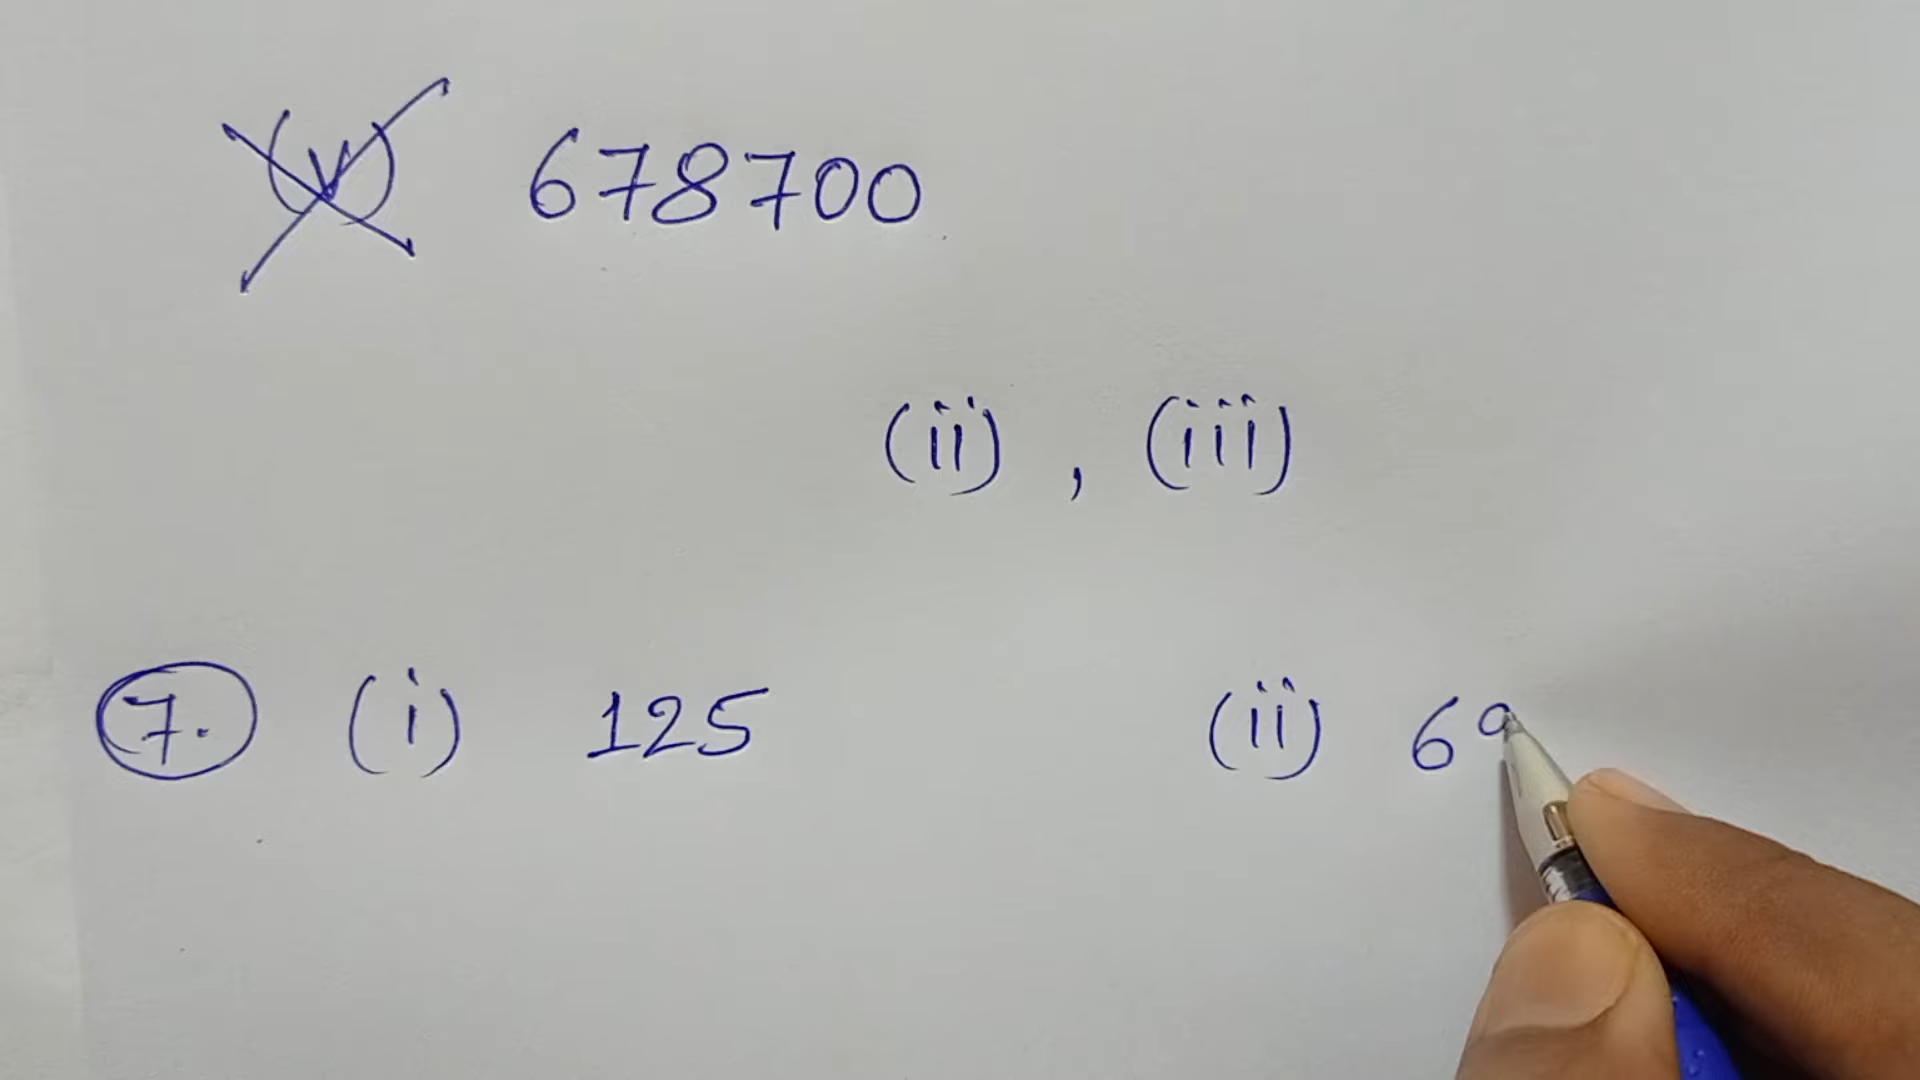 (v) 678700
(ii) , (iii)
7. (i) 125 (ii) 6